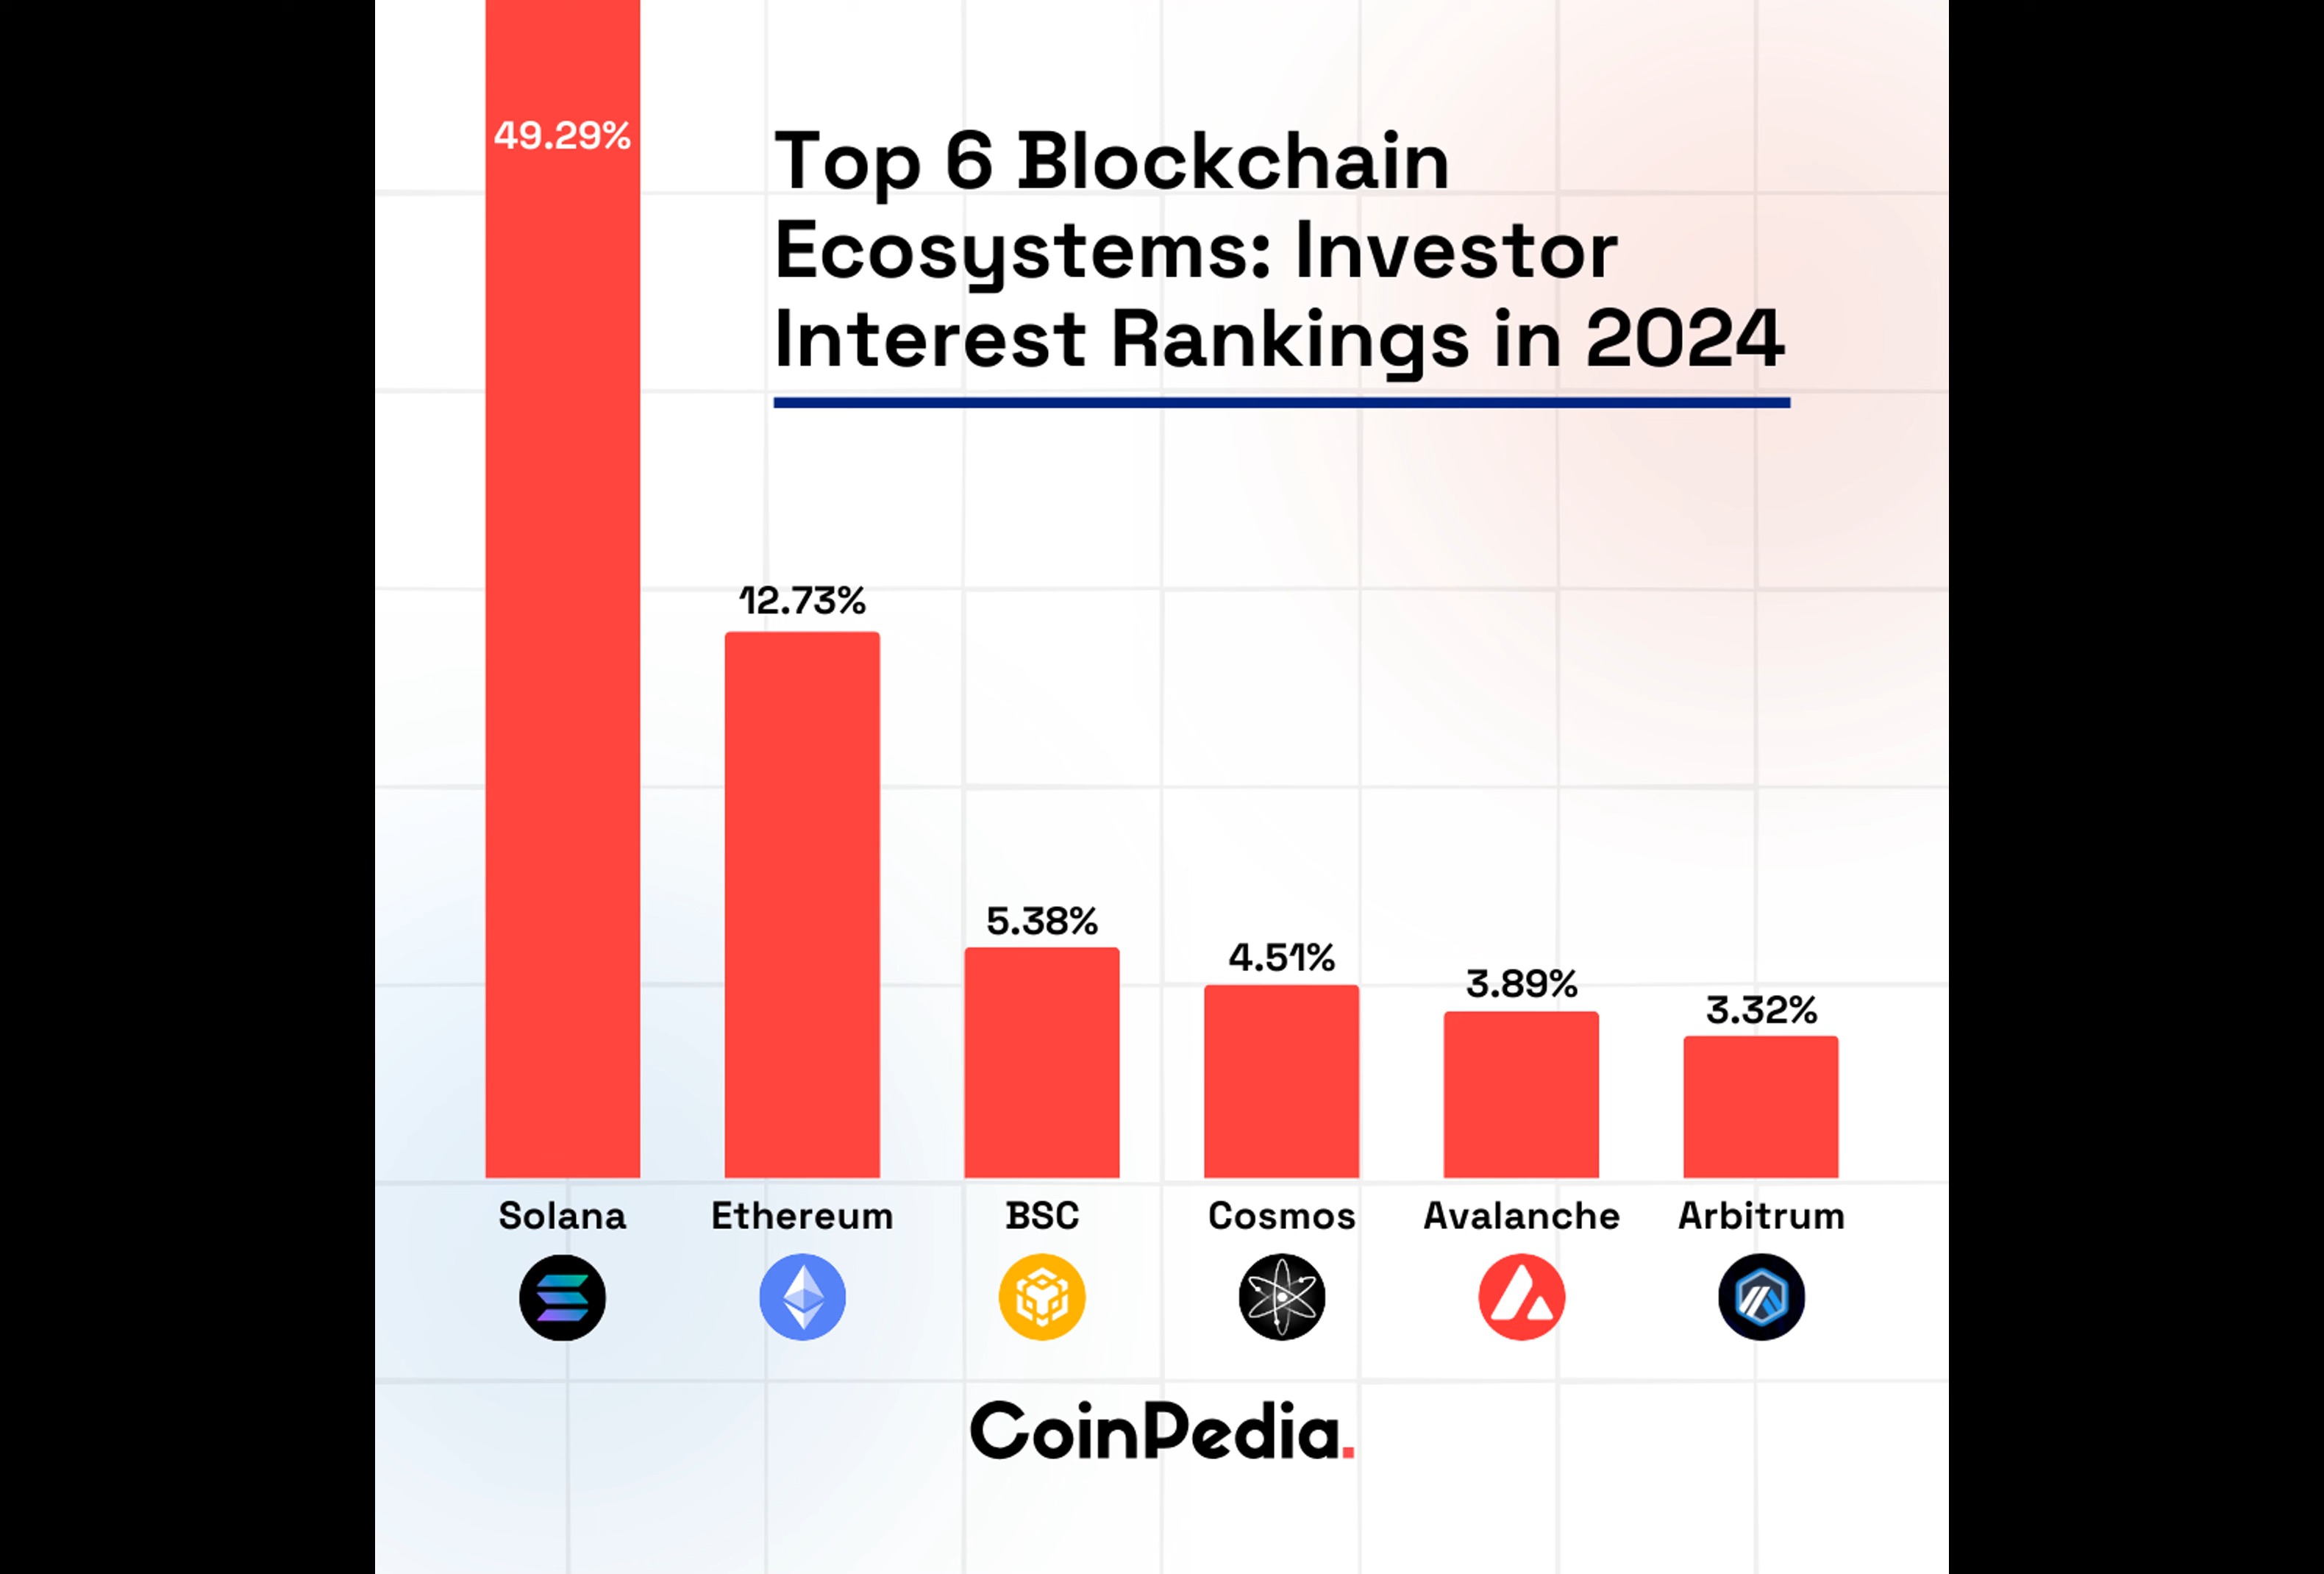 49.29%
Top 6 Blockchain
Ecosystems: Investor
Interest Rankings in 2024
12.73%
5.38%
4.51%
3.89%
3.32%
Solana
Ethereum
BSC
Cosmos
Avalanche
Arbitrum
CoinPedia.